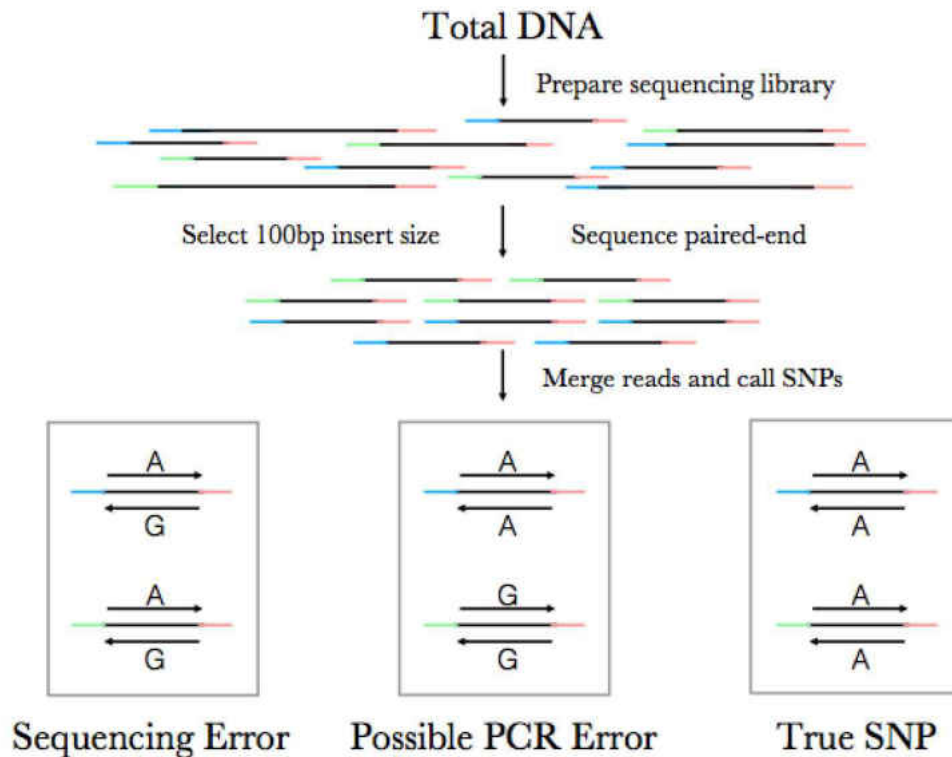 Total DNA
Prepare sequencing library
Select 100bp insert size
Sequence paired-end
Merge reads and call SNPs
A
A
A
G
A
A
A
G
A
G
G
A
Sequencing Error
Possible PCR Error
True SNP